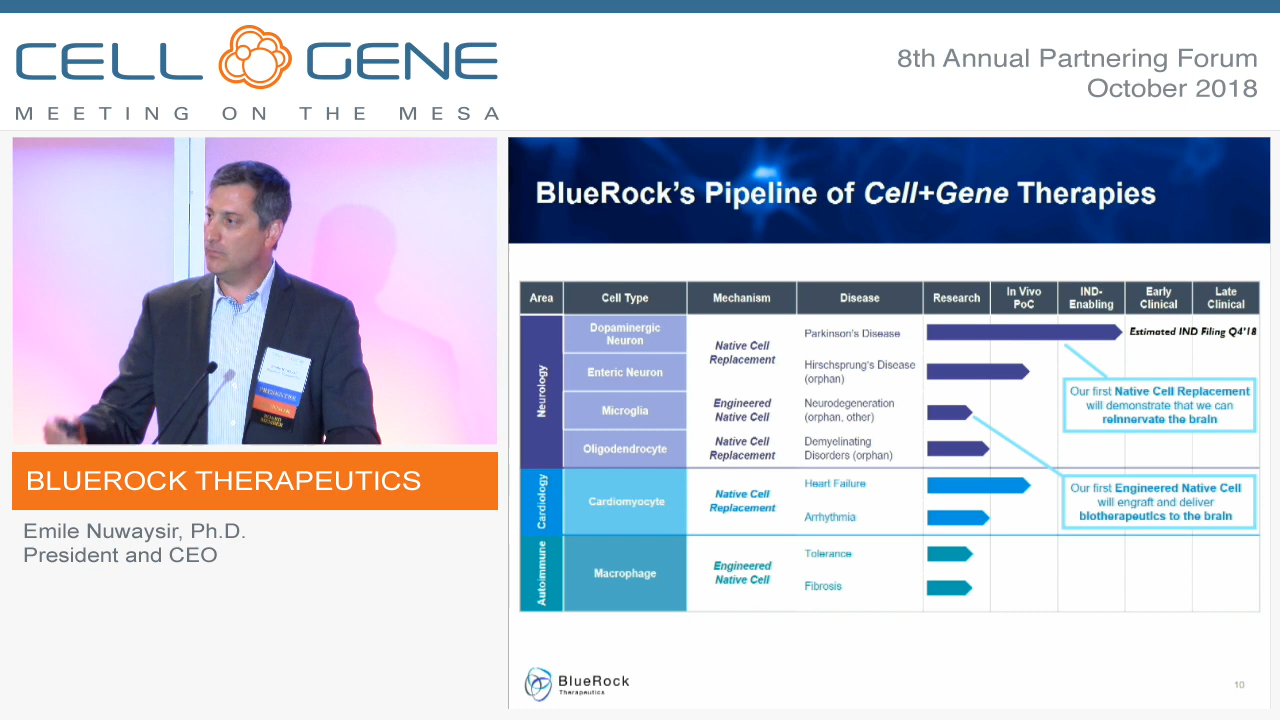 CELL GENE
MEETING ON THE MESA
8th Annual Partnering Forum
October 2018
PRESENTER
BOARD
MEMBER
BLUEROCK THERAPEUTICS
Emile Nuwaysir, Ph.D.
President and CEO
BlueRock's Pipeline of Cell+Gene Therapies
Area
Cell Type
Mechanism
Disease
Research
In Vivo
PoC
IND-
Enabling
Early
Clinical
Late
Clinical
Neurology
Dopaminergic
Neuron
Native Cell
Replacement
Parkinson's Disease
Estimated IND Filing Q4'18
Enteric Neuron
Hirschsprung's Disease
(orphan)
Our first Native Cell Replacement
will demonstrate that we can
reinnervate the brain
Microglia
Engineered
Native Cell
Neurodegeneration
(orphan, other)
Oligodendrocyte
Native Cell
Replacement
Demyelinating
Disorders (orphan)
Cardiology
Cardiomyocyte
Native Cell
Replacement
Heart Failure
Arrhythmia
Our first Engineered Native Cell
will engraft and deliver
biotherapeutics to the brain
Autoimmune
Macrophage
Engineered
Native Cell
Tolerance
Fibrosis
BlueRock
Therapeutics
10